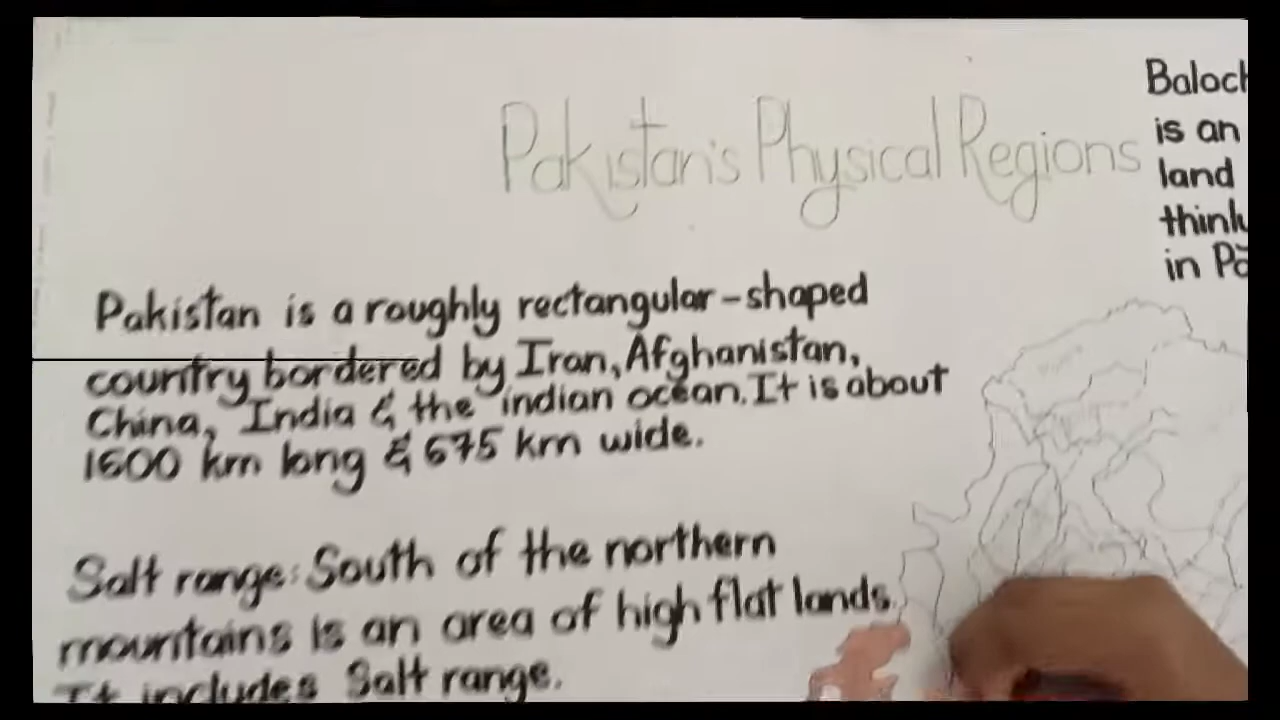 Pakistan's Physical Regions
Pakistan is a roughly rectangular-shaped
country bordered by Iran, Afghanistan,
China, India & the indian ocean. It is about
1600 km long & 675 km wide.
Salt range: South of the northern
mountains is an area of high flat lands.
It includes Salt range.
Baloch
is an
land
think
in Pa